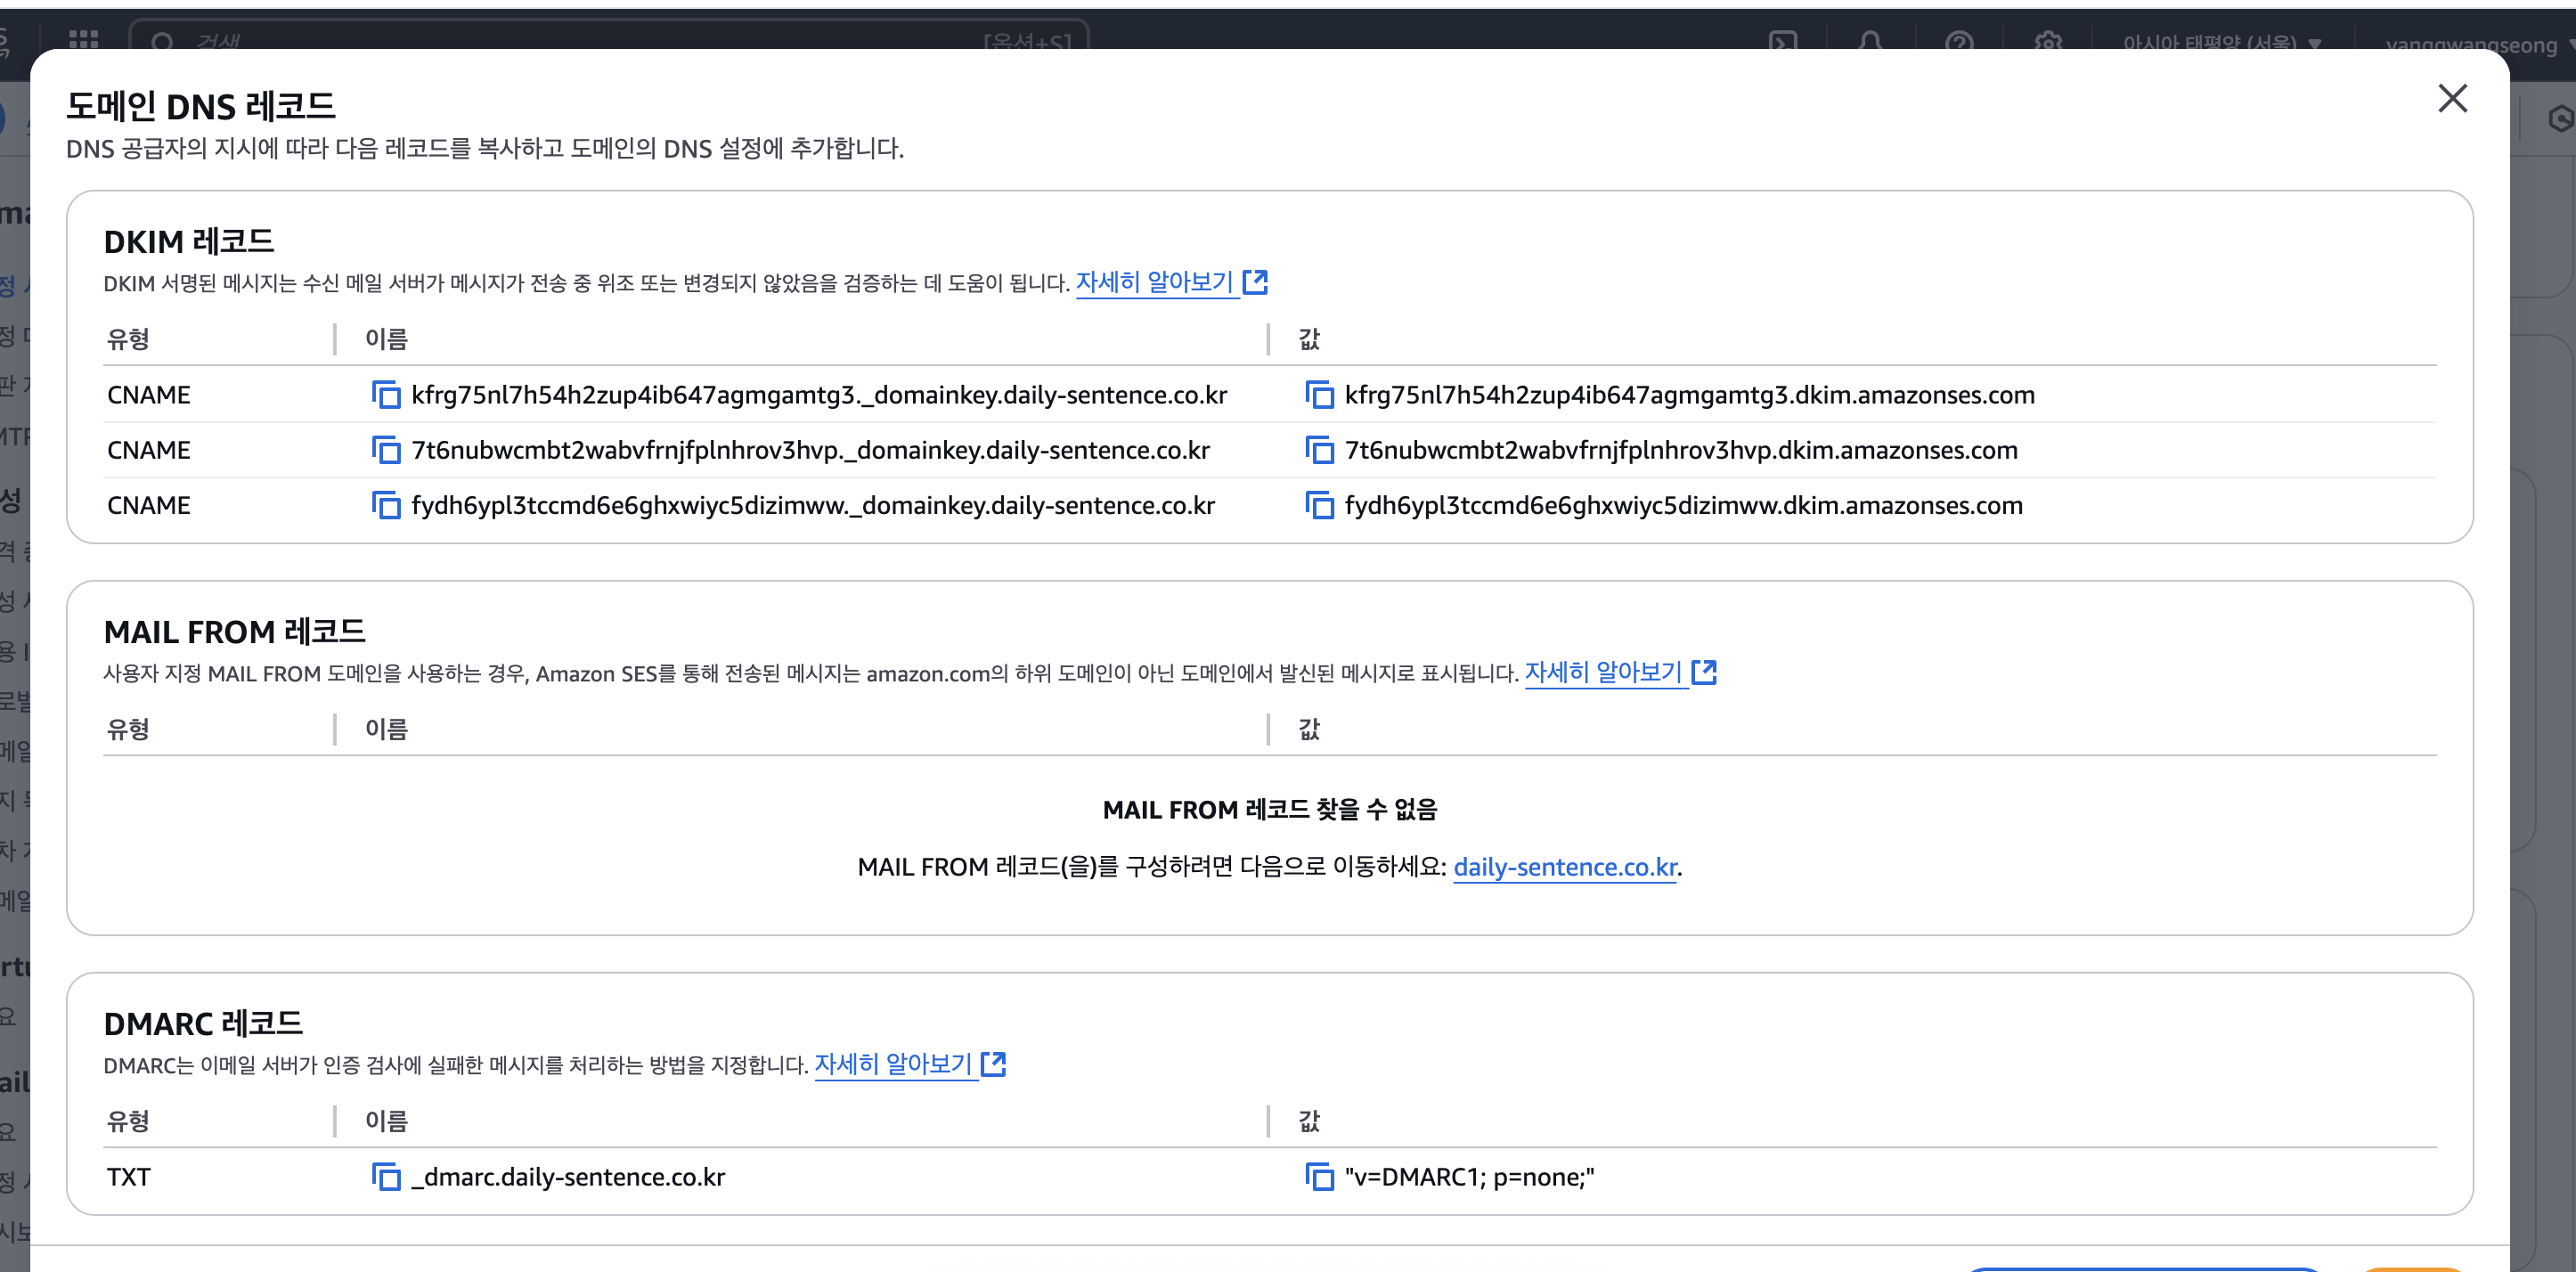 검색 [옵션+S] 아시아 태평양 (서울) ▼ yanggwangseong
도메인 DNS 레코드
DNS 공급자의 지시에 따라 다음 레코드를 복사하고 도메인의 DNS 설정에 추가합니다.
DKIM 레코드
DKIM 서명된 메시지는 수신 메일 서버가 메시지가 전송 중 위조 또는 변경되지 않았음을 검증하는 데 도움이 됩니다. 자세히 알아보기
유형 이름 값
CNAME kfrg75nl7h54h2zup4ib647agmgamtg3._domainkey.daily-sentence.co.kr kfrg75nl7h54h2zup4ib647agmgamtg3.dkim.amazonses.com
CNAME 7t6nubwcmbt2wabvfrnjfplnhrov3hvp._domainkey.daily-sentence.co.kr 7t6nubwcmbt2wabvfrnjfplnhrov3hvp.dkim.amazonses.com
CNAME fydh6ypl3tccmd6e6ghxwiyc5dizimww._domainkey.daily-sentence.co.kr fydh6ypl3tccmd6e6ghxwiyc5dizimww.dkim.amazonses.com
MAIL FROM 레코드
사용자 지정 MAIL FROM 도메인을 사용하는 경우, Amazon SES를 통해 전송된 메시지는 amazon.com의 하위 도메인이 아닌 도메인에서 발신된 메시지로 표시됩니다. 자세히 알아보기
유형 이름 값
MAIL FROM 레코드 찾을 수 없음
MAIL FROM 레코드(을)를 구성하려면 다음으로 이동하세요: daily-sentence.co.kr.
DMARC 레코드
DMARC는 이메일 서버가 인증 검사에 실패한 메시지를 처리하는 방법을 지정합니다. 자세히 알아보기
유형 이름 값
TXT _dmarc.daily-sentence.co.kr "v=DMARC1; p=none;"